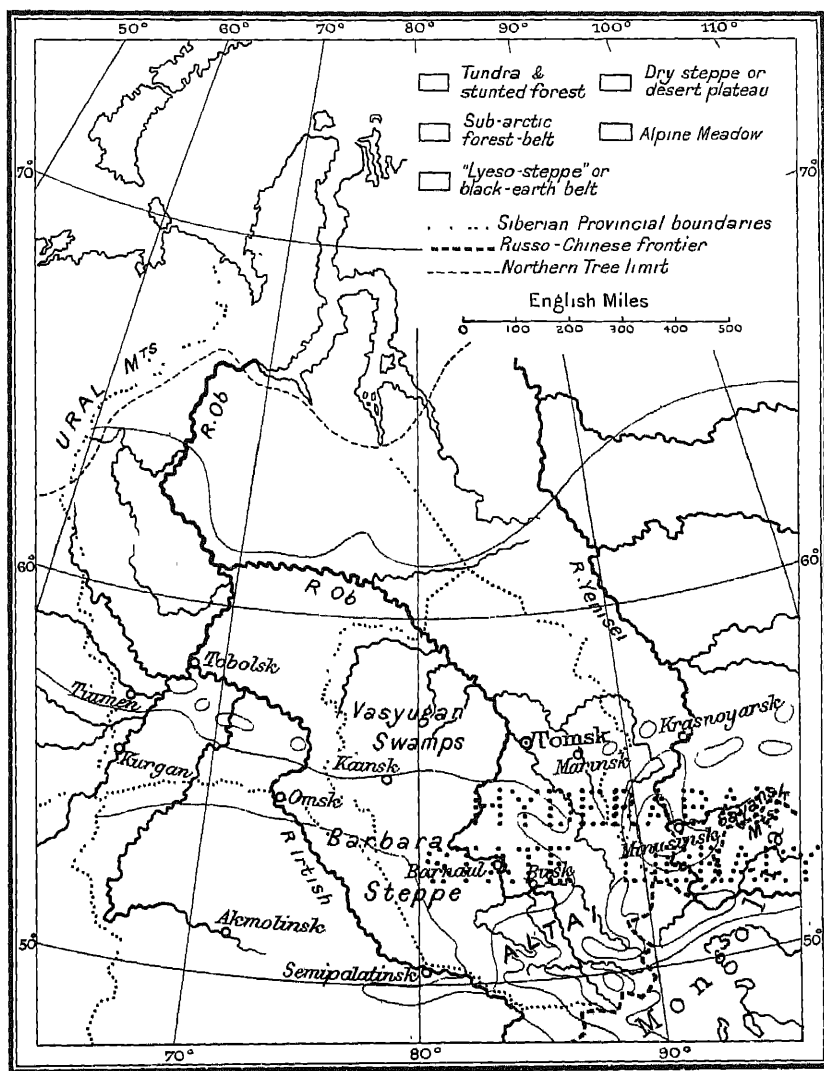 50° 60° 70° 80° 90° 100° 110°
Tundra &
stunted forest
Dry steppe or
desert plateau
Sub-arctic
forest-belt
Alpine Meadow
"Lyeso-steppe" or
black-earth belt
70°
70°
Siberian Provincial boundaries
Russo-Chinese frontier
Northern Tree limit
English Miles
0 100 200 300 400 500
URAL MTS
R. Ob
60°
60°
R Ob
R. Yenisei
Tobolsk
Tiumen
Vasyugan
Swamps
Krasnoyarsk
Tomsk
Kurgan
Kainsk
Mariinsk
Omsk
Sayansk
Mts
Barbara
Minusinsk
R Irtish
Barnaul
Biisk
Steppe
Akmolinsk
ALTAI
50°
50°
Semipalatinsk
70° 80° 90°